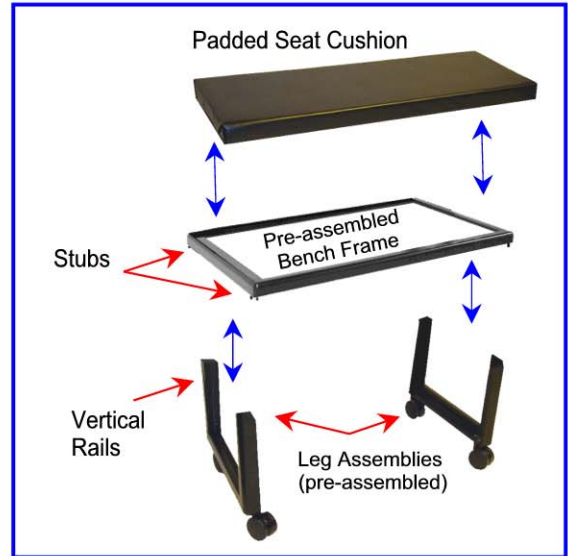 Padded Seat Cushion
Pre-assembled
Bench Frame
Stubs
Vertical
Rails
Leg Assemblies
(pre-assembled)